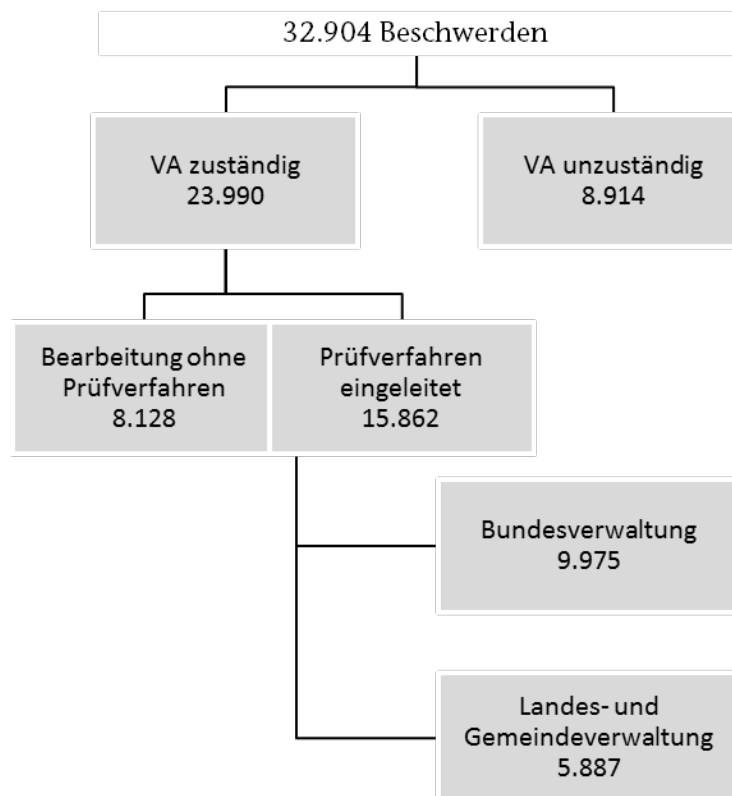 32.904 Beschwerden
VA zuständig
23.990
VA unzuständig
8.914
Bearbeitung ohne
Prüfverfahren
8.128
Prüfverfahren
eingeleitet
15.862
Bundesverwaltung
9.975
Landes- und
Gemeindeverwaltung
5.887